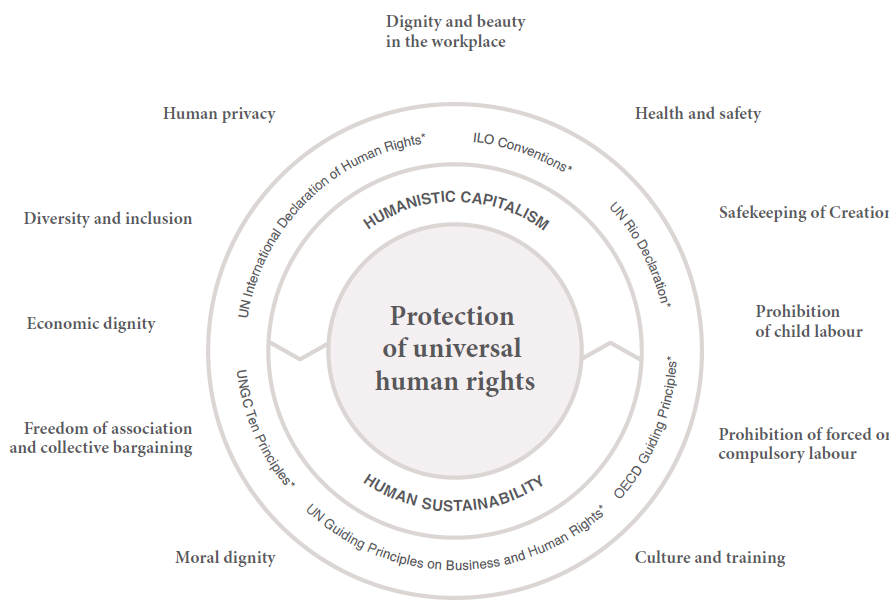 Dignity and beauty
in the workplace
Human privacy
Health and safety
UN International Declaration of Human Rights*
ILO Conventions*
HUMANISTIC CAPITALISM
Diversity and inclusion
UN Rio Declaration*
Safekeeping of Creation
Economic dignity
Protection
of universal
human rights
Prohibition
of child labour
Freedom of association
and collective bargaining
UNGC Ten Principles*
OECD Guiding Principles*
Prohibition of forced or
compulsory labour
HUMAN SUSTAINABILITY
UN Guiding Principles on Business and Human Rights*
Moral dignity
Culture and training